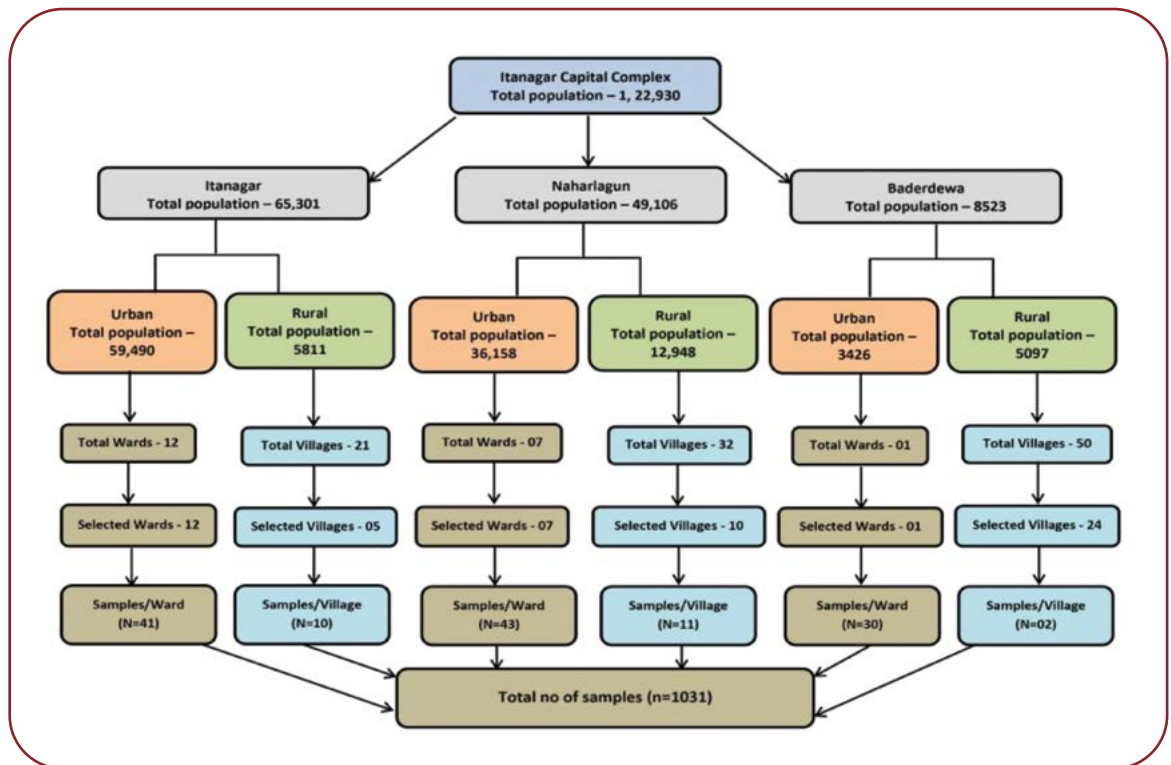 Itanagar Capital Complex
Total population – 1, 22,930
Itanagar
Total population – 65,301
Naharlagun
Total population – 49,106
Baderdewa
Total population – 8523
Urban
Total population –
59,490
Rural
Total population –
5811
Urban
Total population –
36,158
Rural
Total population –
12,948
Urban
Total population –
3426
Rural
Total population –
5097
Total Wards - 12
Total Villages - 21
Total Wards - 07
Total Villages - 32
Total Wards - 01
Total Villages - 50
Selected Wards - 12
Selected Villages - 05
Selected Wards - 07
Selected Villages - 10
Selected Wards - 01
Selected Villages - 24
Samples/Ward
(N=41)
Samples/Village
(N=10)
Samples/Ward
(N=43)
Samples/Village
(N=11)
Samples/Ward
(N=30)
Samples/Village
(N=02)
Total no of samples (n=1031)